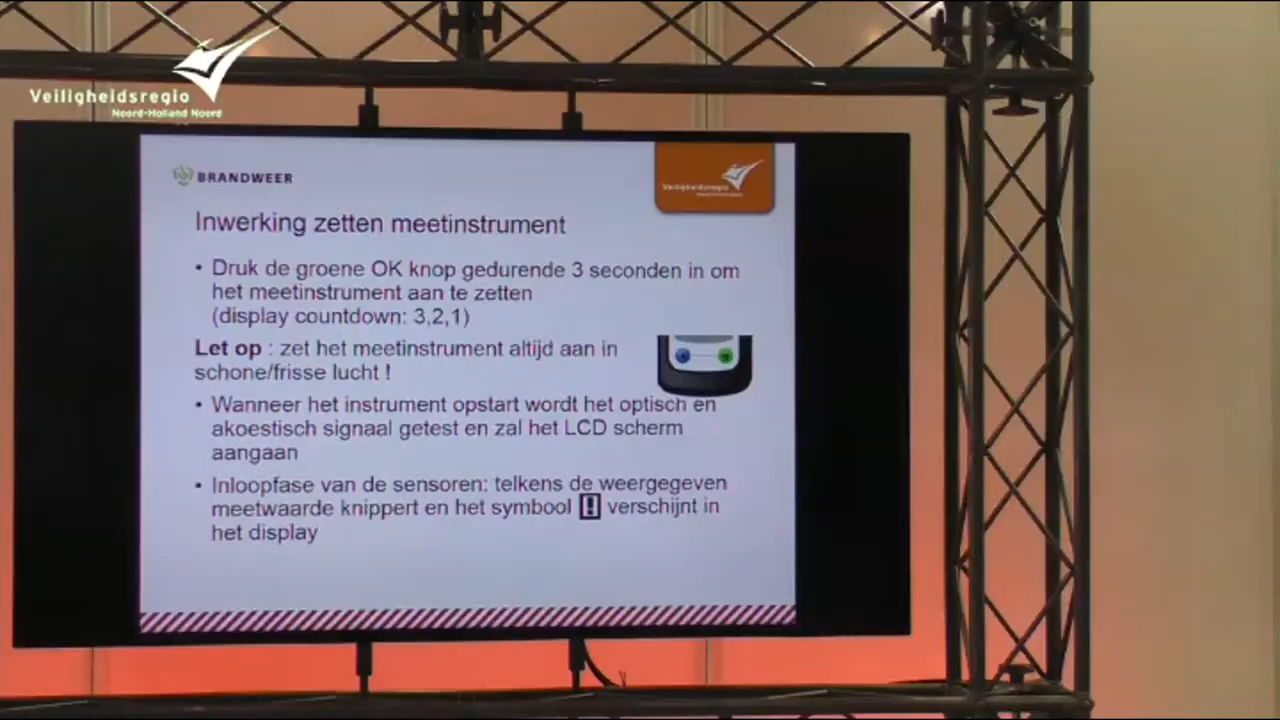 Veiligheidsregio
Noord-Holland Noord
BRANDWEER
Veiligheidsregio
Inwerking zetten meetinstrument
• Druk de groene OK knop gedurende 3 seconden in om
het meetinstrument aan te zetten
(display countdown: 3,2,1)
Let op : zet het meetinstrument altijd aan in
schone/frisse lucht !
• Wanneer het instrument opstart wordt het optisch en
akoestisch signaal getest en zal het LCD scherm
aangaan
• Inloopfase van de sensoren: telkens de weergegeven
meetwaarde knippert en het symbool ! verschijnt in
het display